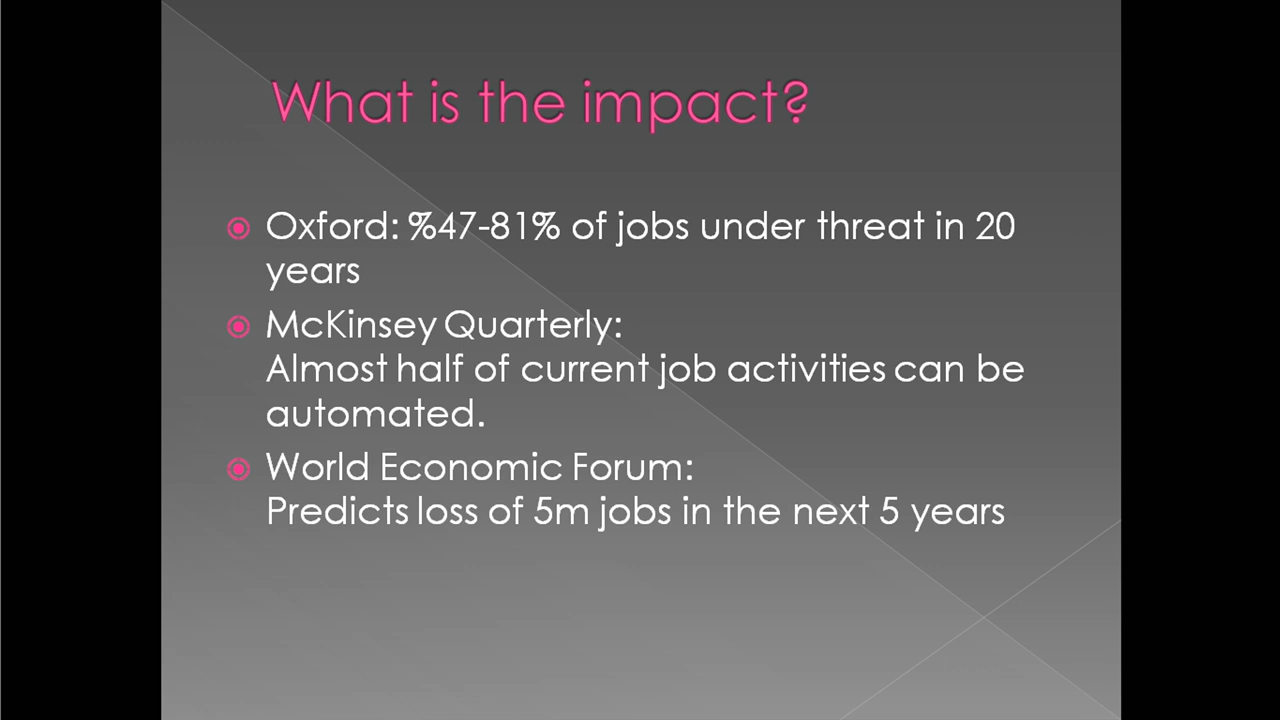 What is the impact?
Oxford: %47-81% of jobs under threat in 20
years
McKinsey Quarterly:
Almost half of current job activities can be
automated.
World Economic Forum:
Predicts loss of 5m jobs in the next 5 years